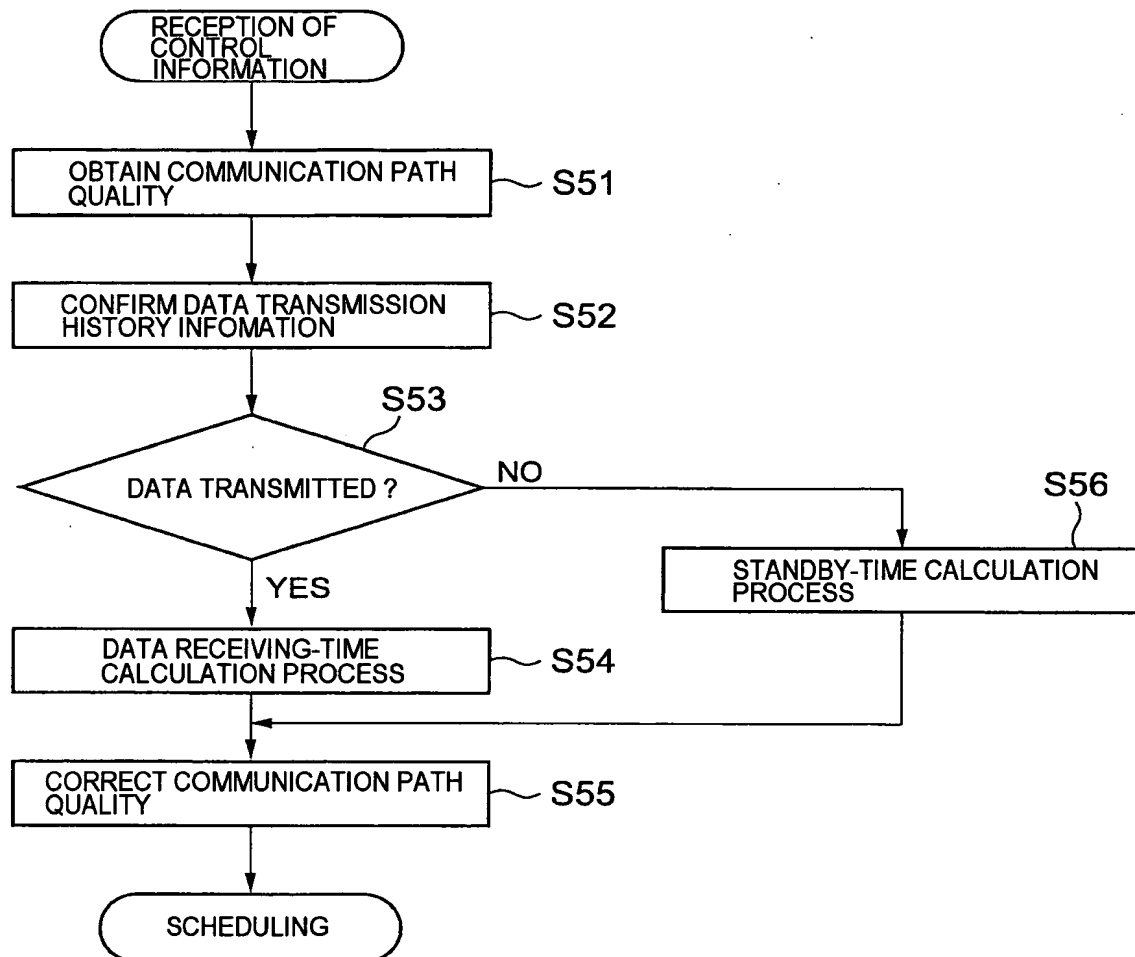 RECEPTION OF
CONTROL
INFORMATION
OBTAIN COMMUNICATION PATH
QUALITY
S51
CONFIRM DATA TRANSMISSION
HISTORY INFOMATION
S52
S53
DATA TRANSMITTED ?
NO
YES
S56
STANDBY-TIME CALCULATION
PROCESS
DATA RECEIVING-TIME
CALCULATION PROCESS
S54
CORRECT COMMUNICATION PATH
QUALITY
S55
SCHEDULING